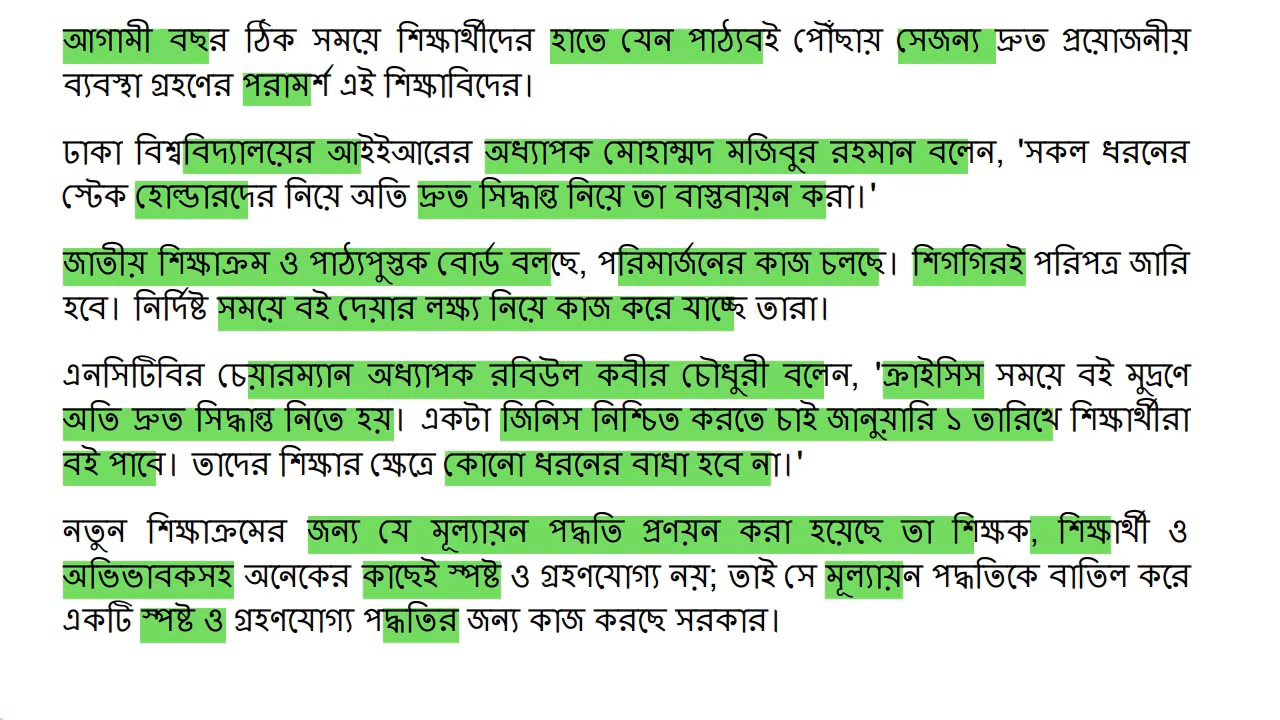 আগামী বছর ঠিক সময়ে শিক্ষার্থীদের হাতে যেন পাঠ্যবই পৌঁছায় সেজন্য দ্রুত প্রয়োজনীয়
ব্যবস্থা গ্রহণের পরামর্শ এই শিক্ষাবিদের।
ঢাকা বিশ্ববিদ্যালয়ের আইইআরের অধ্যাপক মোহাম্মদ মজিবুর রহমান বলেন, 'সকল ধরনের
স্টেক হোল্ডারদের নিয়ে অতি দ্রুত সিদ্ধান্ত নিয়ে তা বাস্তবায়ন করা।'
জাতীয় শিক্ষাক্রম ও পাঠ্যপুস্তক বোর্ড বলছে, পরিমার্জনের কাজ চলছে। শিগগিরই পরিপত্র জারি
হবে। নির্দিষ্ট সময়ে বই দেয়ার লক্ষ্য নিয়ে কাজ করে যাচ্ছে তারা।
এনসিটিবির চেয়ারম্যান অধ্যাপক রবিউল কবীর চৌধুরী বলেন, 'ক্রাইসিস সময়ে বই মুদ্রণে
অতি দ্রুত সিদ্ধান্ত নিতে হয়। একটা জিনিস নিশ্চিত করতে চাই জানুয়ারি ১ তারিখে শিক্ষার্থীরা
বই পাবে। তাদের শিক্ষার ক্ষেত্রে কোনো ধরনের বাধা হবে না।'
নতুন শিক্ষাক্রমের জন্য যে মূল্যায়ন পদ্ধতি প্রণয়ন করা হয়েছে তা শিক্ষক, শিক্ষার্থী ও
অভিভাবকসহ অনেকের কাছেই স্পষ্ট ও গ্রহণযোগ্য নয়; তাই সে মূল্যায়ন পদ্ধতিকে বাতিল করে
একটি স্পষ্ট ও গ্রহণযোগ্য পদ্ধতির জন্য কাজ করছে সরকার।